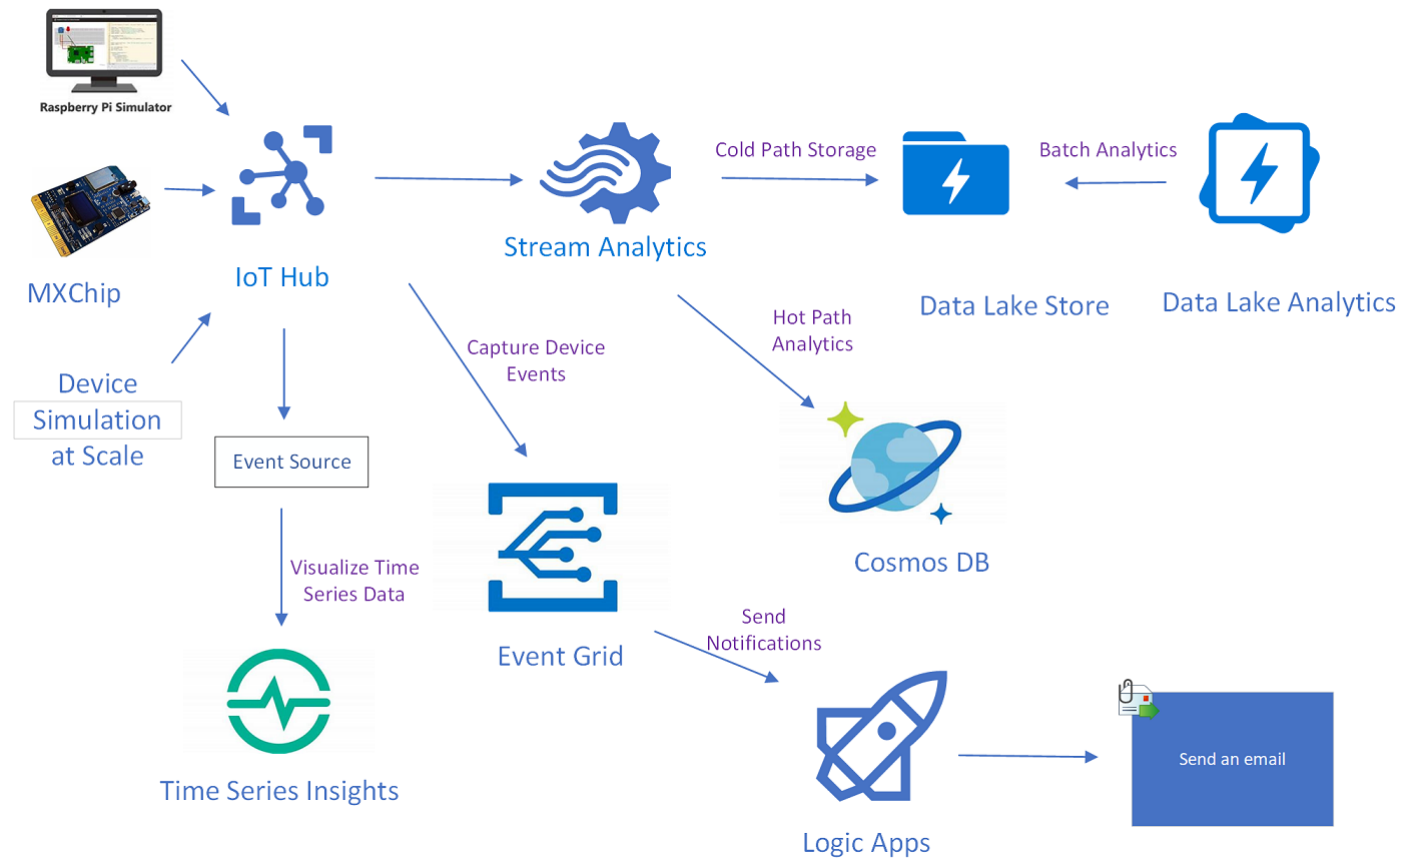 Raspberry Pi Simulator
MXChip
Device
Simulation
at Scale
IoT Hub
Stream Analytics
Cold Path Storage
Data Lake Store
Batch Analytics
Data Lake Analytics
Hot Path
Analytics
Cosmos DB
Capture Device
Events
Event Grid
Event Source
Visualize Time
Series Data
Time Series Insights
Send
Notifications
Logic Apps
Send an email